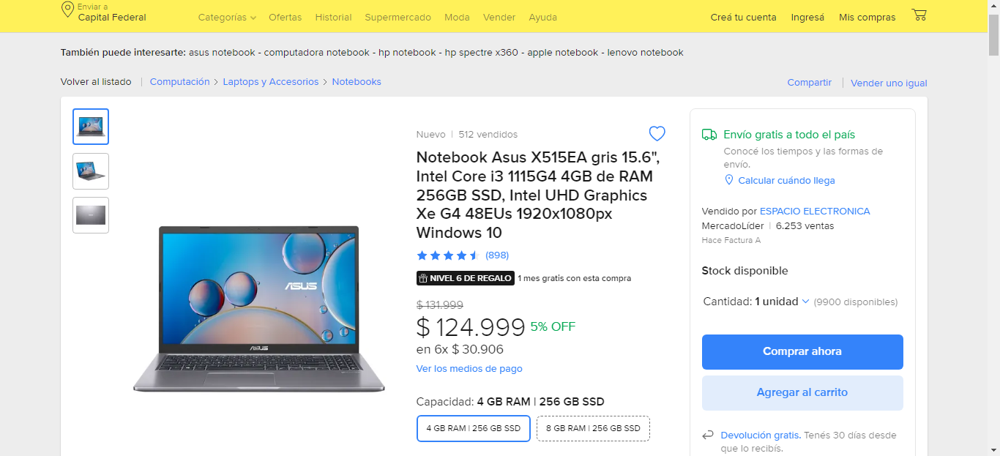 Enviar a
Capital Federal
Categorías Ofertas Historial Supermercado Moda Vender Ayuda
Creá tu cuenta Ingresá Mis compras
También puede interesarte: asus notebook - computadora notebook - hp notebook - hp spectre x360 - apple notebook - lenovo notebook
Volver al listado | Computación > Laptops y Accesorios > Notebooks
Compartir | Vender uno igual
Nuevo | 512 vendidos
Notebook Asus X515EA gris 15.6",
Intel Core i3 1115G4 4GB de RAM
256GB SSD, Intel UHD Graphics
Xe G4 48EUs 1920x1080px
Windows 10
(898)
NIVEL 6 DE REGALO 1 mes gratis con esta compra
$ 131.999
$ 124.999 5% OFF
en 6x $ 30.906
Ver los medios de pago
Capacidad: 4 GB RAM | 256 GB SSD
4 GB RAM | 256 GB SSD
8 GB RAM | 256 GB SSD
ASUS
ASUS
Envío gratis a todo el país
Conocé los tiempos y las formas de
envío.
Calcular cuándo llega
Vendido por ESPACIO ELECTRONICA
MercadoLíder | 6.253 ventas
Hace Factura A
Stock disponible
Cantidad: 1 unidad (9900 disponibles)
Comprar ahora
Agregar al carrito
Devolución gratis. Tenés 30 días desde
que lo recibís.